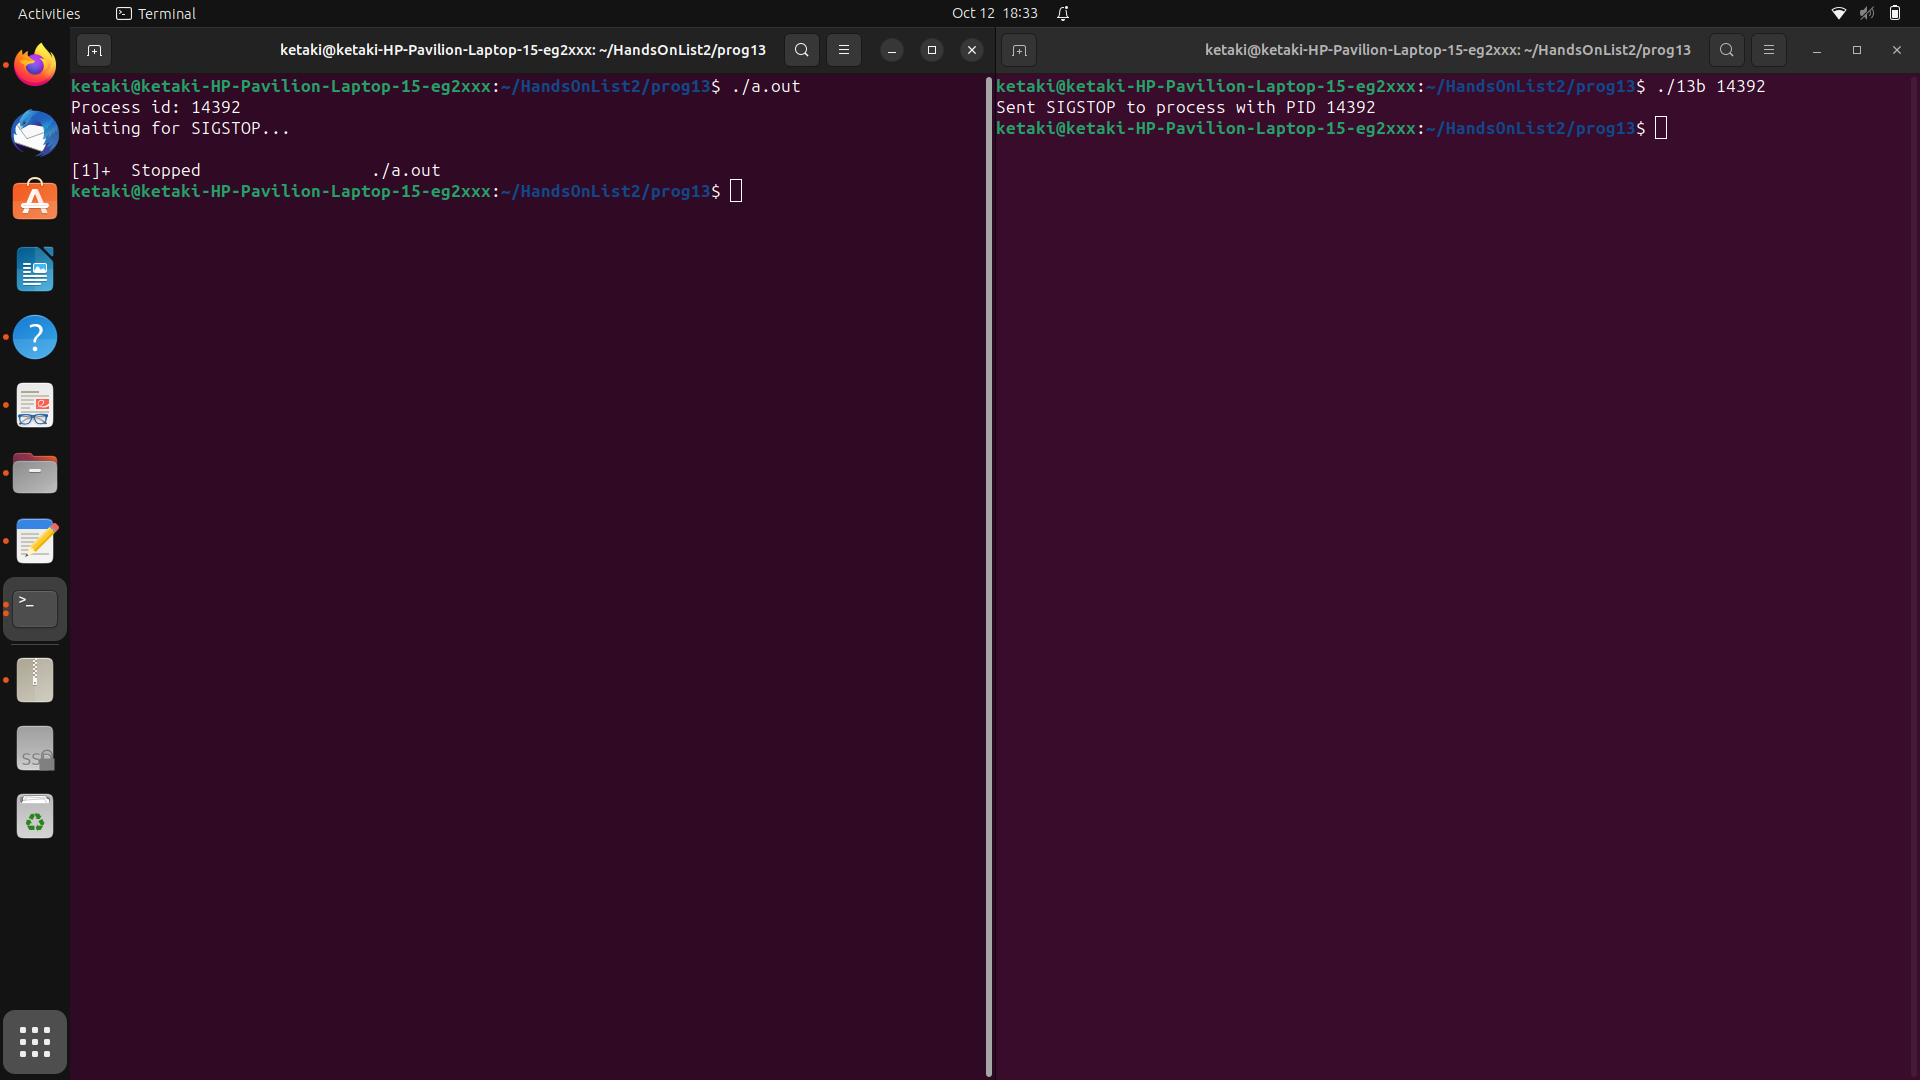 Activities
Terminal
Oct 12 18:33
ketaki@ketaki-HP-Pavilion-Laptop-15-eg2xxx: ~/HandsOnList2/prog13
ketaki@ketaki-HP-Pavilion-Laptop-15-eg2xxx:~/HandsOnList2/prog13$ ./a.out
Process id: 14392
Waiting for SIGSTOP...
[1]+  Stopped                 ./a.out
ketaki@ketaki-HP-Pavilion-Laptop-15-eg2xxx:~/HandsOnList2/prog13$
ketaki@ketaki-HP-Pavilion-Laptop-15-eg2xxx: ~/HandsOnList2/prog13
ketaki@ketaki-HP-Pavilion-Laptop-15-eg2xxx:~/HandsOnList2/prog13$ ./13b 14392
Sent SIGSTOP to process with PID 14392
ketaki@ketaki-HP-Pavilion-Laptop-15-eg2xxx:~/HandsOnList2/prog13$